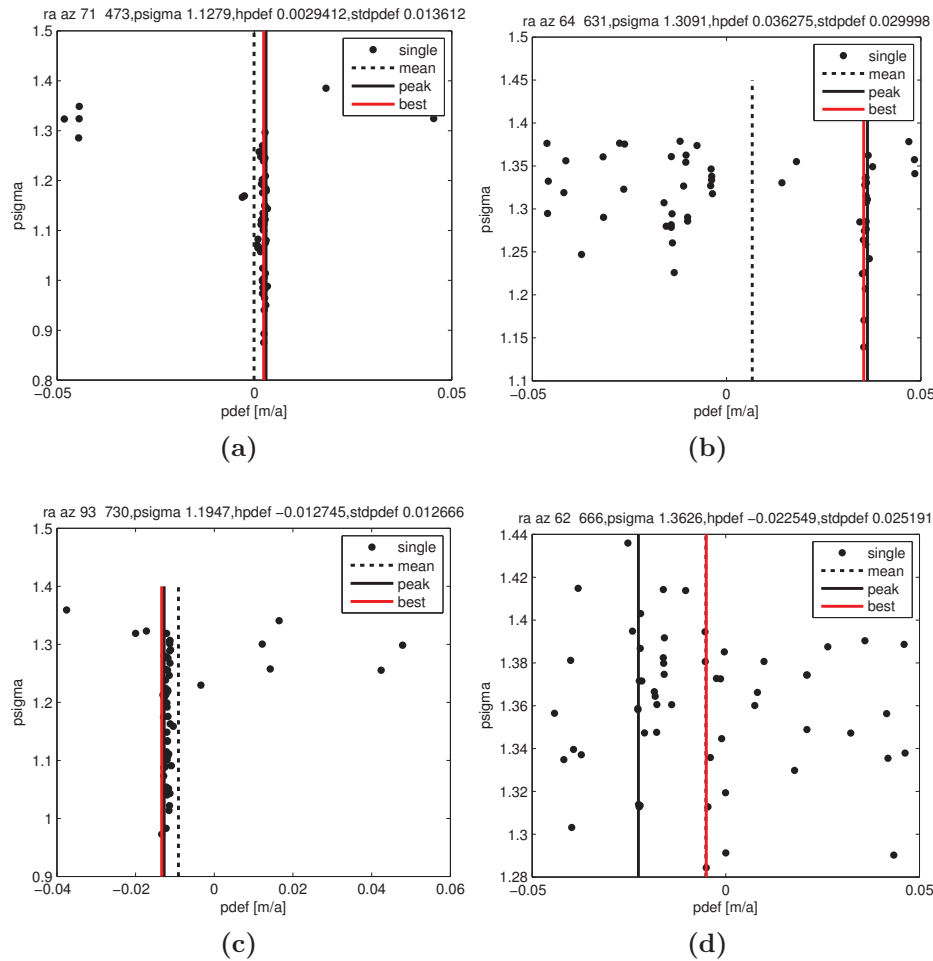 ra az 71  473,psigma 1.1279,hpdef 0.0029412,stdpdef 0.013612
1.5
1.4
1.3
1.2
1.1
1
0.9
0.8
psigma
single
mean
peak
best
−0.05
0
0.05
pdef [m/a]
(a)
ra az 64  631,psigma 1.3091,hpdef 0.036275,stdpdef 0.029998
1.5
1.45
1.4
1.35
1.3
1.25
1.2
1.15
1.1
psigma
single
mean
peak
best
−0.05
0
0.05
pdef [m/a]
(b)
ra az 93  730,psigma 1.1947,hpdef −0.012745,stdpdef 0.012666
1.5
1.4
1.3
1.2
1.1
1
0.9
psigma
single
mean
peak
best
−0.04
−0.02
0
0.02
0.04
0.06
pdef [m/a]
(c)
ra az 62  666,psigma 1.3626,hpdef −0.022549,stdpdef 0.025191
1.44
1.42
1.4
1.38
1.36
1.34
1.32
1.3
1.28
psigma
single
mean
peak
best
−0.05
0
0.05
pdef [m/a]
(d)